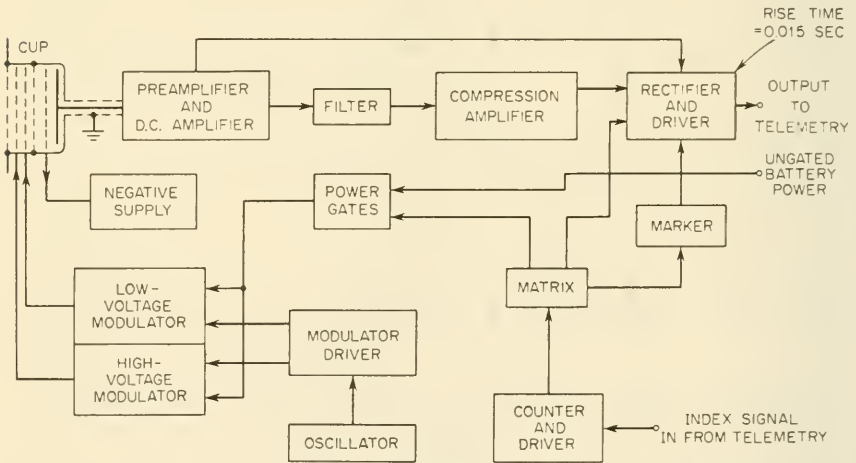 RISE TIME
=0.015 SEC
CUP
PREAMPLIFIER
AND
D.C. AMPLIFIER
FILTER
COMPRESSION
AMPLIFIER
RECTIFIER
AND
DRIVER
OUTPUT
TO
TELEMETRY
NEGATIVE
SUPPLY
POWER
GATES
UNGATED
BATTERY
POWER
MARKER
MATRIX
LOW-
VOLTAGE
MODULATOR
HIGH-
VOLTAGE
MODULATOR
MODULATOR
DRIVER
OSCILLATOR
COUNTER
AND
DRIVER
INDEX SIGNAL
IN FROM TELEMETRY